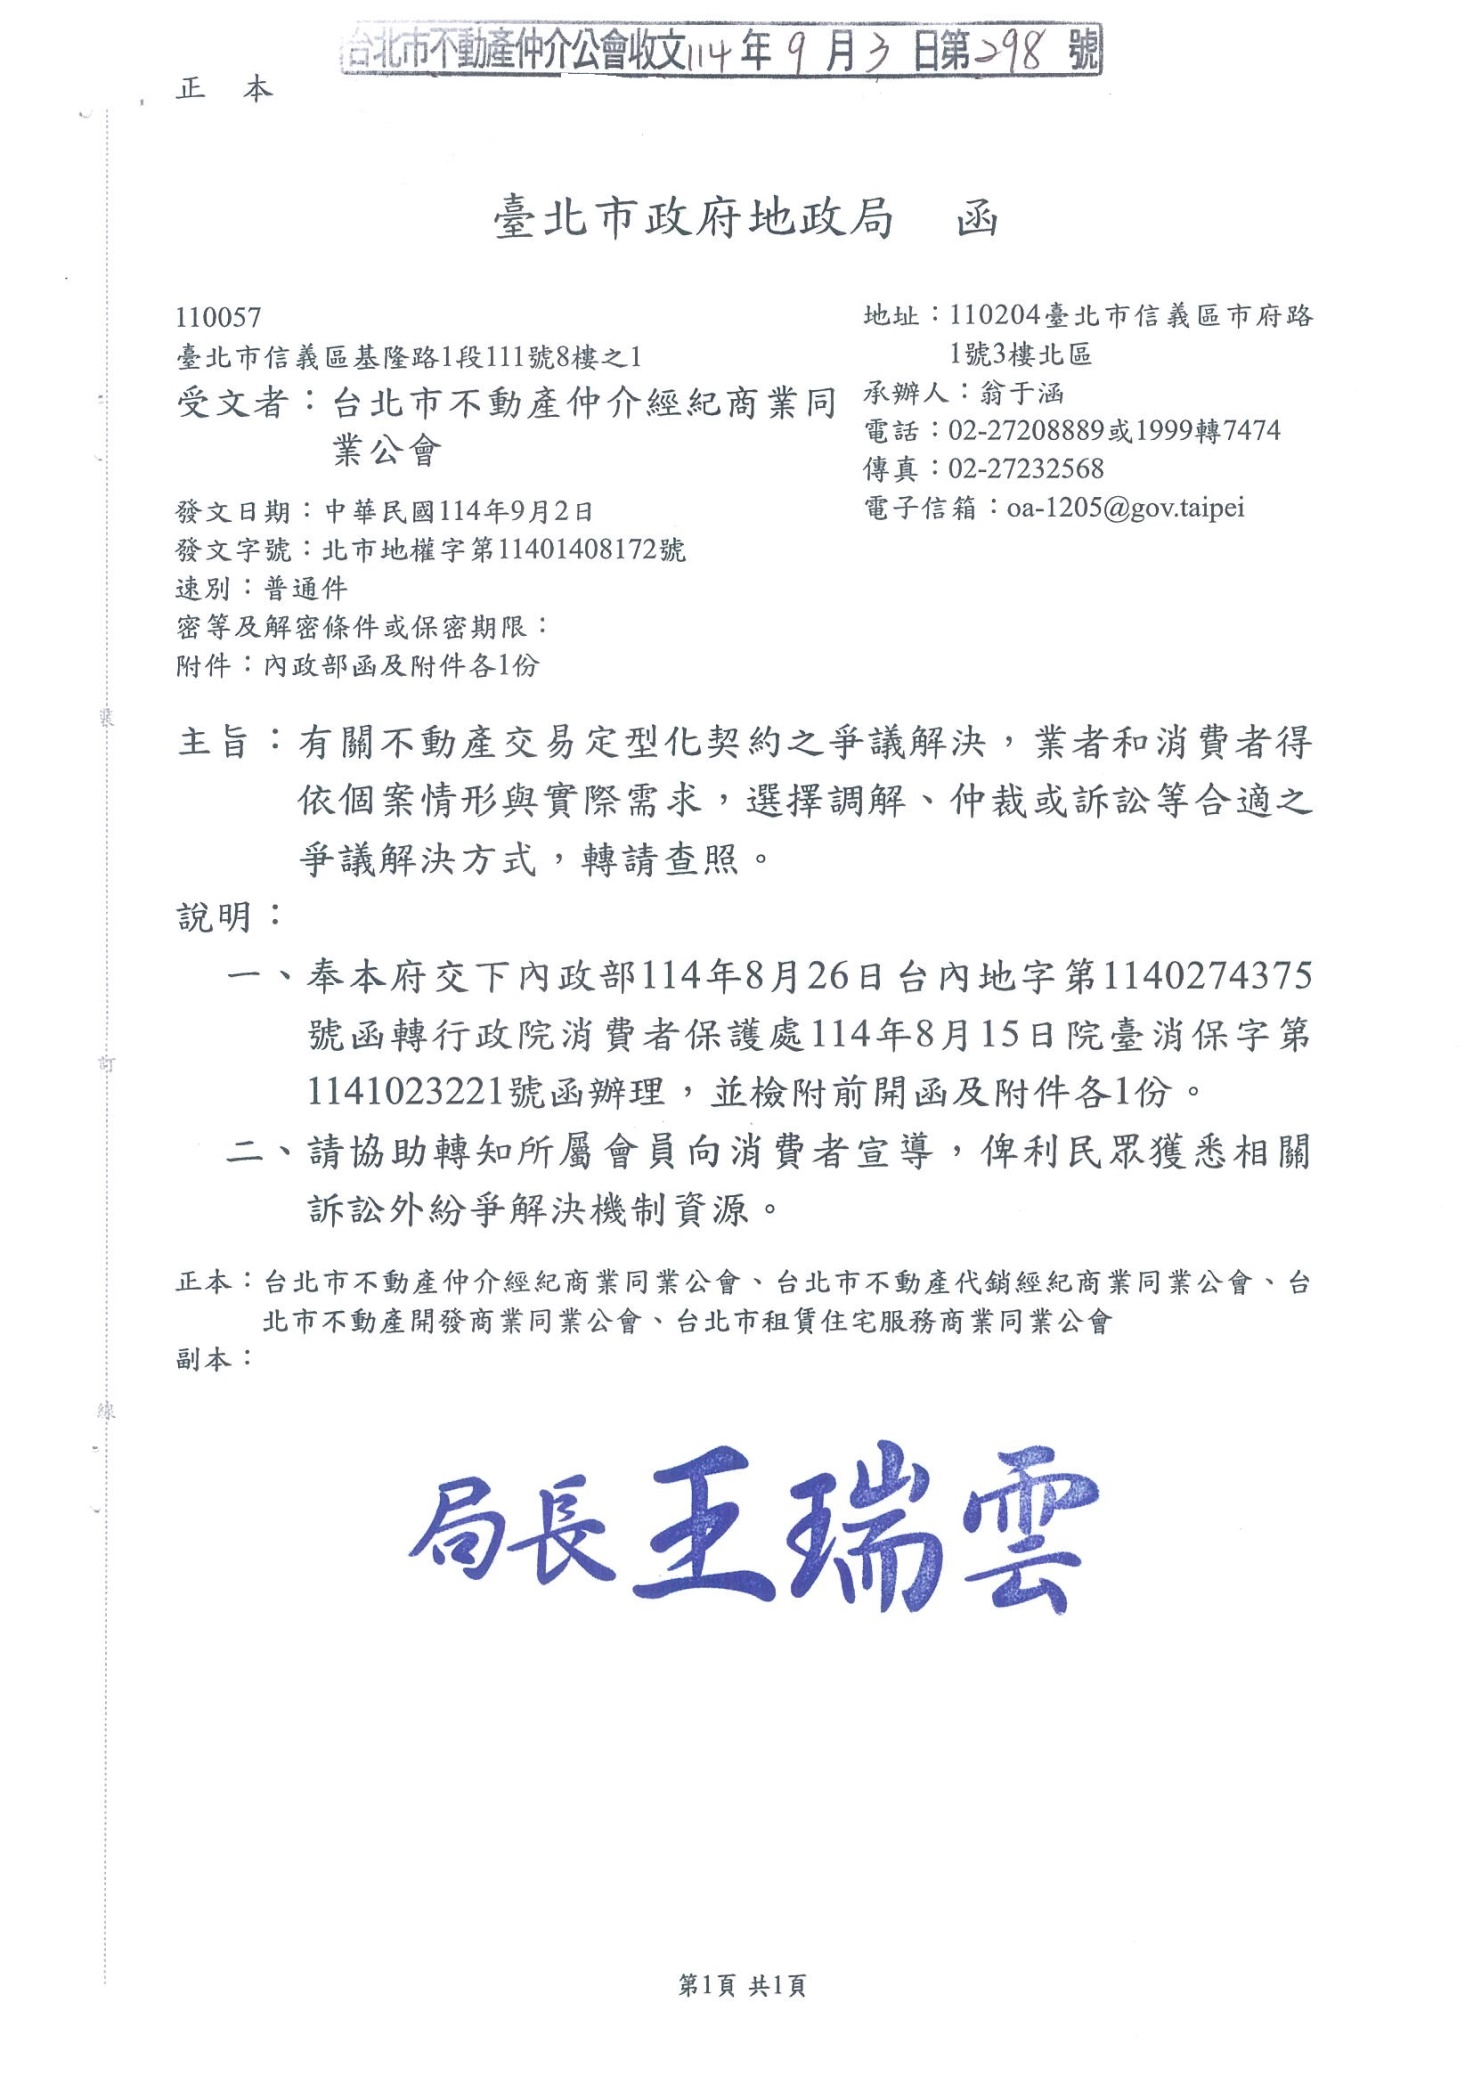 台北市不動產仲介公會收文114年9月3日第298號
正 本
臺北市政府地政局 函
110057
臺北市信義區基隆路1段111號8樓之1
受文者：台北市不動產仲介經紀商業同
業公會
地址：110204臺北市信義區市府路
1號3樓北區
承辦人：翁于涵
電話：02-27208889或1999轉7474
傳真：02-27232568
電子信箱：oa-1205@gov.taipei
發文日期：中華民國114年9月2日
發文字號：北市地權字第11401408172號
速別：普通件
密等及解密條件或保密期限：
附件：內政部函及附件各1份
主旨：有關不動產交易定型化契約之爭議解決，業者和消費者得
依個案情形與實際需求，選擇調解、仲裁或訴訟等合適之
爭議解決方式，轉請查照。
說明：
一、奉本府交下內政部114年8月26日台內地字第1140274375
號函轉行政院消費者保護處114年8月15日院臺消保字第
1141023221號函辦理，並檢附前開函及附件各1份。
二、請協助轉知所屬會員向消費者宣導，俾利民眾獲悉相關
訴訟外紛爭解決機制資源。
正本：台北市不動產仲介經紀商業同業公會、台北市不動產代銷經紀商業同業公會、台
北市不動產開發商業同業公會、台北市租賃住宅服務商業同業公會
副本：
裝
訂
線
局長王瑞雲
第1頁 共1頁